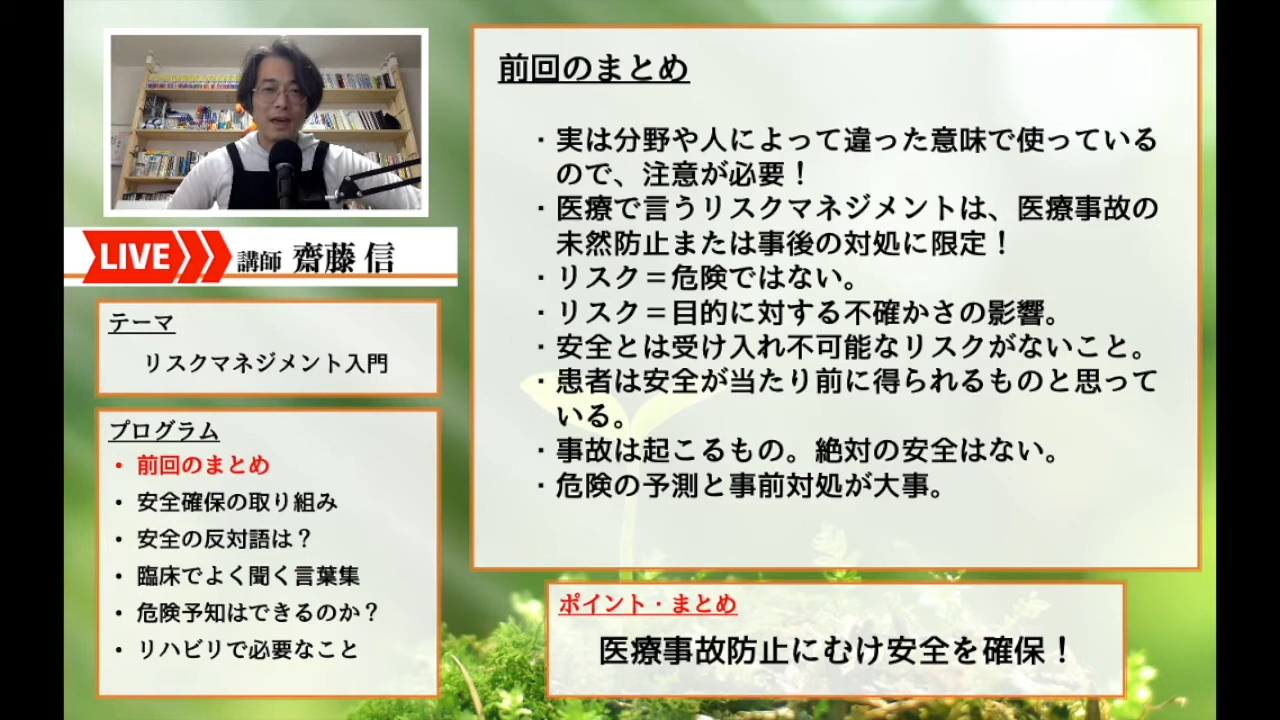 LIVE 講師 齋藤 信
テーマ
リスクマネジメント入門
プログラム
・ 前回のまとめ
・ 安全確保の取り組み
・ 安全の反対語は？
・ 臨床でよく聞く言葉集
・ 危険予知はできるのか？
・ リハビリで必要なこと
前回のまとめ
・実は分野や人によって違った意味で使っている
ので、注意が必要！
・医療で言うリスクマネジメントは、医療事故の
未然防止または事後の対処に限定！
・リスク＝危険ではない。
・リスク＝目的に対する不確かさの影響。
・安全とは受け入れ不可能なリスクがないこと。
・患者は安全が当たり前に得られるものと思って
いる。
・事故は起こるもの。絶対の安全はない。
・危険の予測と事前対処が大事。
ポイント・まとめ
医療事故防止にむけ安全を確保！